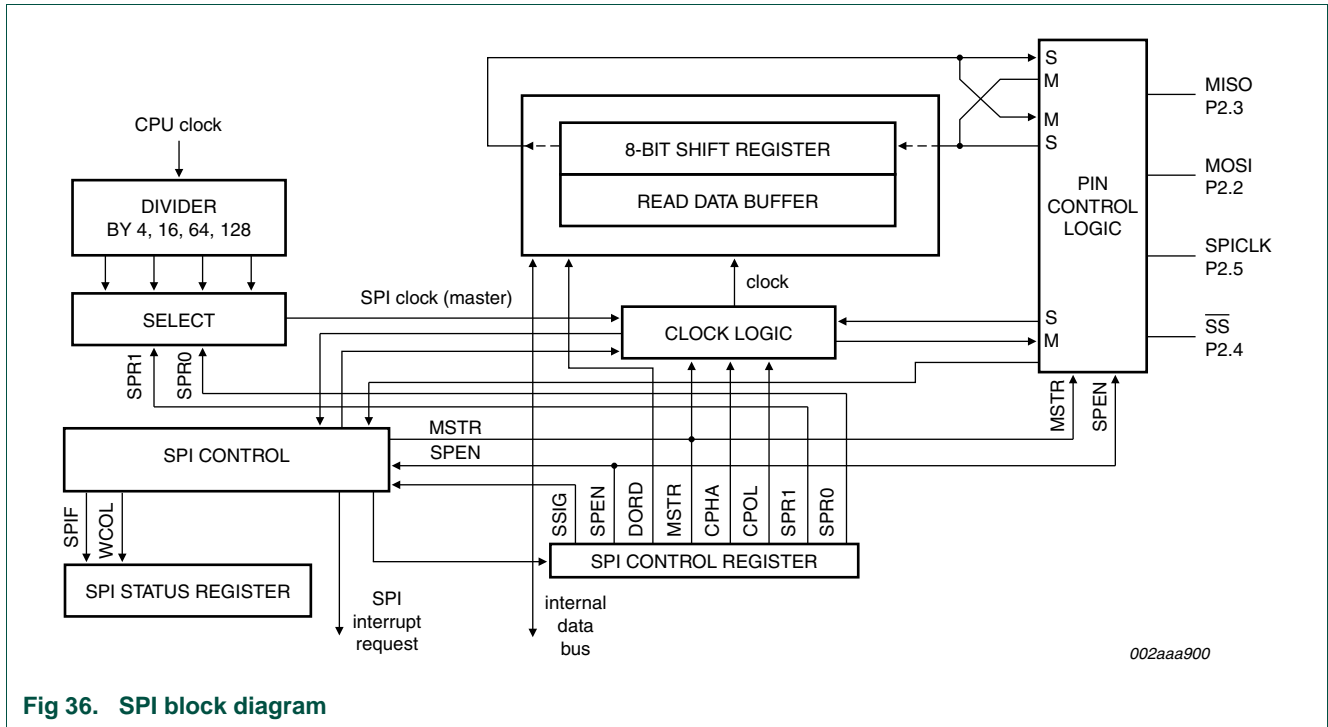 CPU clock
DIVIDER
BY 4, 16, 64, 128
SELECT
SPR1
SPR0
SPI clock (master)
8-BIT SHIFT REGISTER
READ DATA BUFFER
clock
CLOCK LOGIC
S
M
M
S
PIN
CONTROL
LOGIC
S
M
MISO
P2.3
MOSI
P2.2
SPICLK
P2.5
SS
P2.4
MSTR
SPEN
SPI CONTROL
MSTR
SPEN
SPIF
WCOL
SPI STATUS REGISTER
SPI
interrupt
request
SSIG
SPEN
DORD
MSTR
CPHA
CPOL
SPR1
SPR0
SPI CONTROL REGISTER
internal
data
bus
002aaa900
Fig 36. SPI block diagram